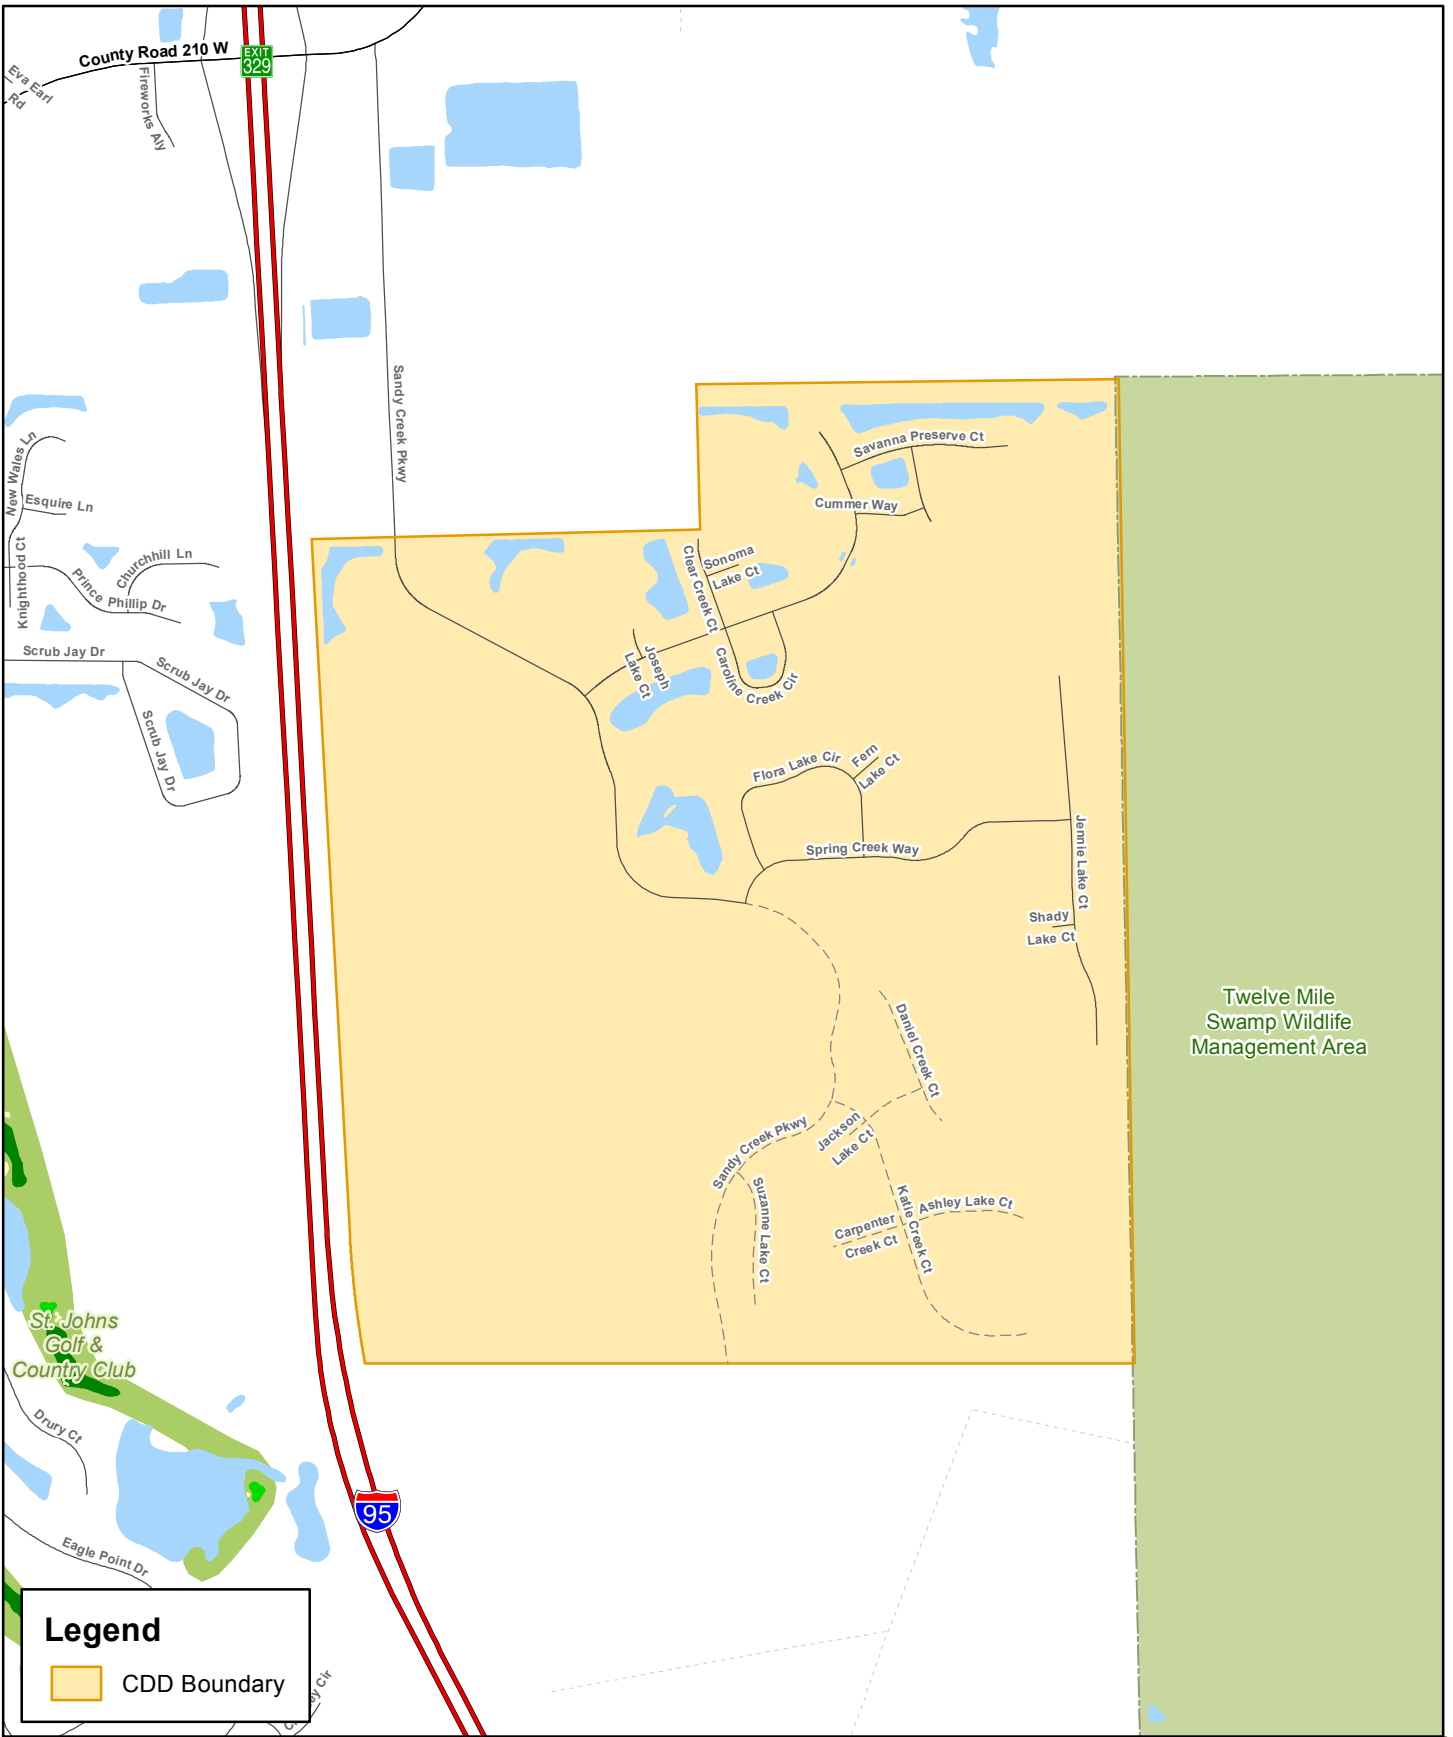 County Road 210 W
EXIT
329
Eva Earl
Rd
Fireworks Aly
Sandy Creek Pkwy
New Wales Ln
Esquire Ln
Knighthood Ct
Churchhill Ln
Prince Phillip Dr
Scrub Jay Dr
Scrub Jay Dr
Scrub Jay Dr
Savanna Preserve Ct
Cummer Way
Clear Creek Ct
Sonoma
Lake Ct
Joseph
Lake Ct
Caroline Creek Cir
Flora Lake Cir
Fern
Lake Ct
Spring Creek Way
Jennie Lake Ct
Shady
Lake Ct
Twelve Mile
Swamp Wildlife
Management Area
Daniel Creek Ct
Jackson
Lake Ct
Sandy Creek Pkwy
Suzanne Lake Ct
Katie Creek Ct
Ashley Lake Ct
Carpenter
Creek Ct
St. Johns
Golf &
Country Club
Drury Ct
95
Eagle Point Dr
Legend
CDD Boundary
Cir